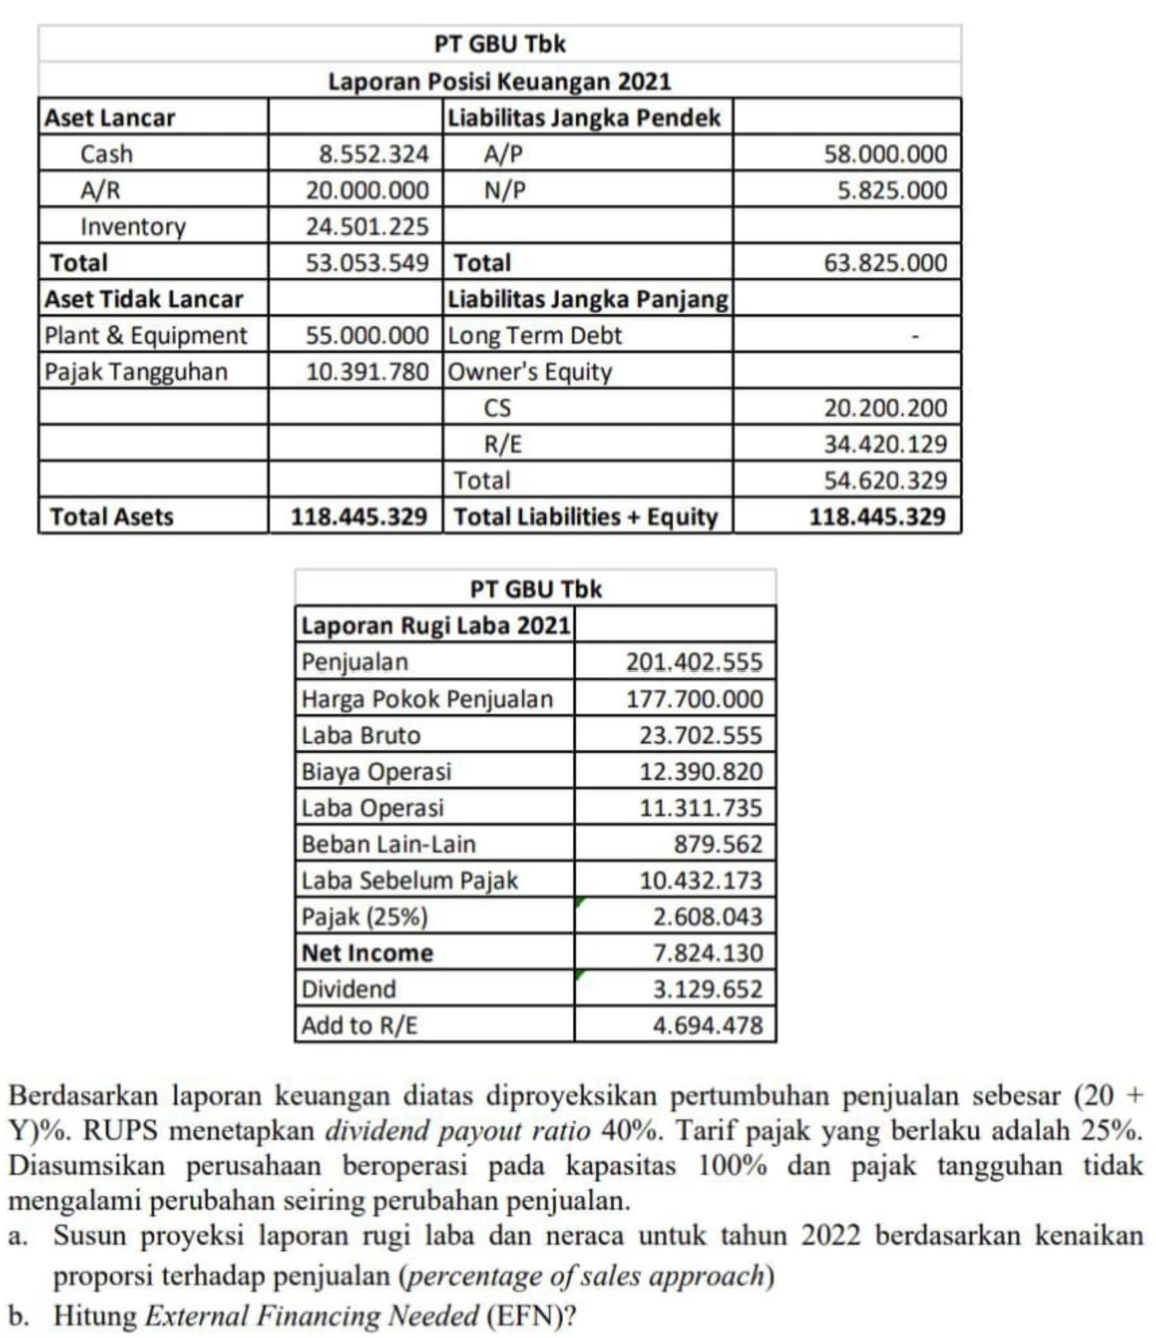 PT GBU Tbk
Laporan Posisi Keuangan 2021
Aset Lancar Liabilitas Jangka Pendek
Cash 8.552.324 A/P 58.000.000
A/R 20.000.000 N/P 5.825.000
Inventory 24.501.225
Total 53.053.549 Total 63.825.000
Aset Tidak Lancar Liabilitas Jangka Panjang
Plant & Equipment 55.000.000 Long Term Debt -
Pajak Tangguhan 10.391.780 Owner's Equity
CS 20.200.200
R/E 34.420.129
Total 54.620.329
Total Asets 118.445.329 Total Liabilities + Equity 118.445.329
PT GBU Tbk
Laporan Rugi Laba 2021
Penjualan 201.402.555
Harga Pokok Penjualan 177.700.000
Laba Bruto 23.702.555
Biaya Operasi 12.390.820
Laba Operasi 11.311.735
Beban Lain-Lain 879.562
Laba Sebelum Pajak 10.432.173
Pajak (25%) 2.608.043
Net Income 7.824.130
Dividend 3.129.652
Add to R/E 4.694.478
Berdasarkan laporan keuangan diatas diproyeksikan pertumbuhan penjualan sebesar (20 +
Y)%. RUPS menetapkan dividend payout ratio 40%. Tarif pajak yang berlaku adalah 25%.
Diasumsikan perusahaan beroperasi pada kapasitas 100% dan pajak tangguhan tidak
mengalami perubahan seiring perubahan penjualan.
a. Susun proyeksi laporan rugi laba dan neraca untuk tahun 2022 berdasarkan kenaikan
proporsi terhadap penjualan (percentage of sales approach)
b. Hitung External Financing Needed (EFN)?